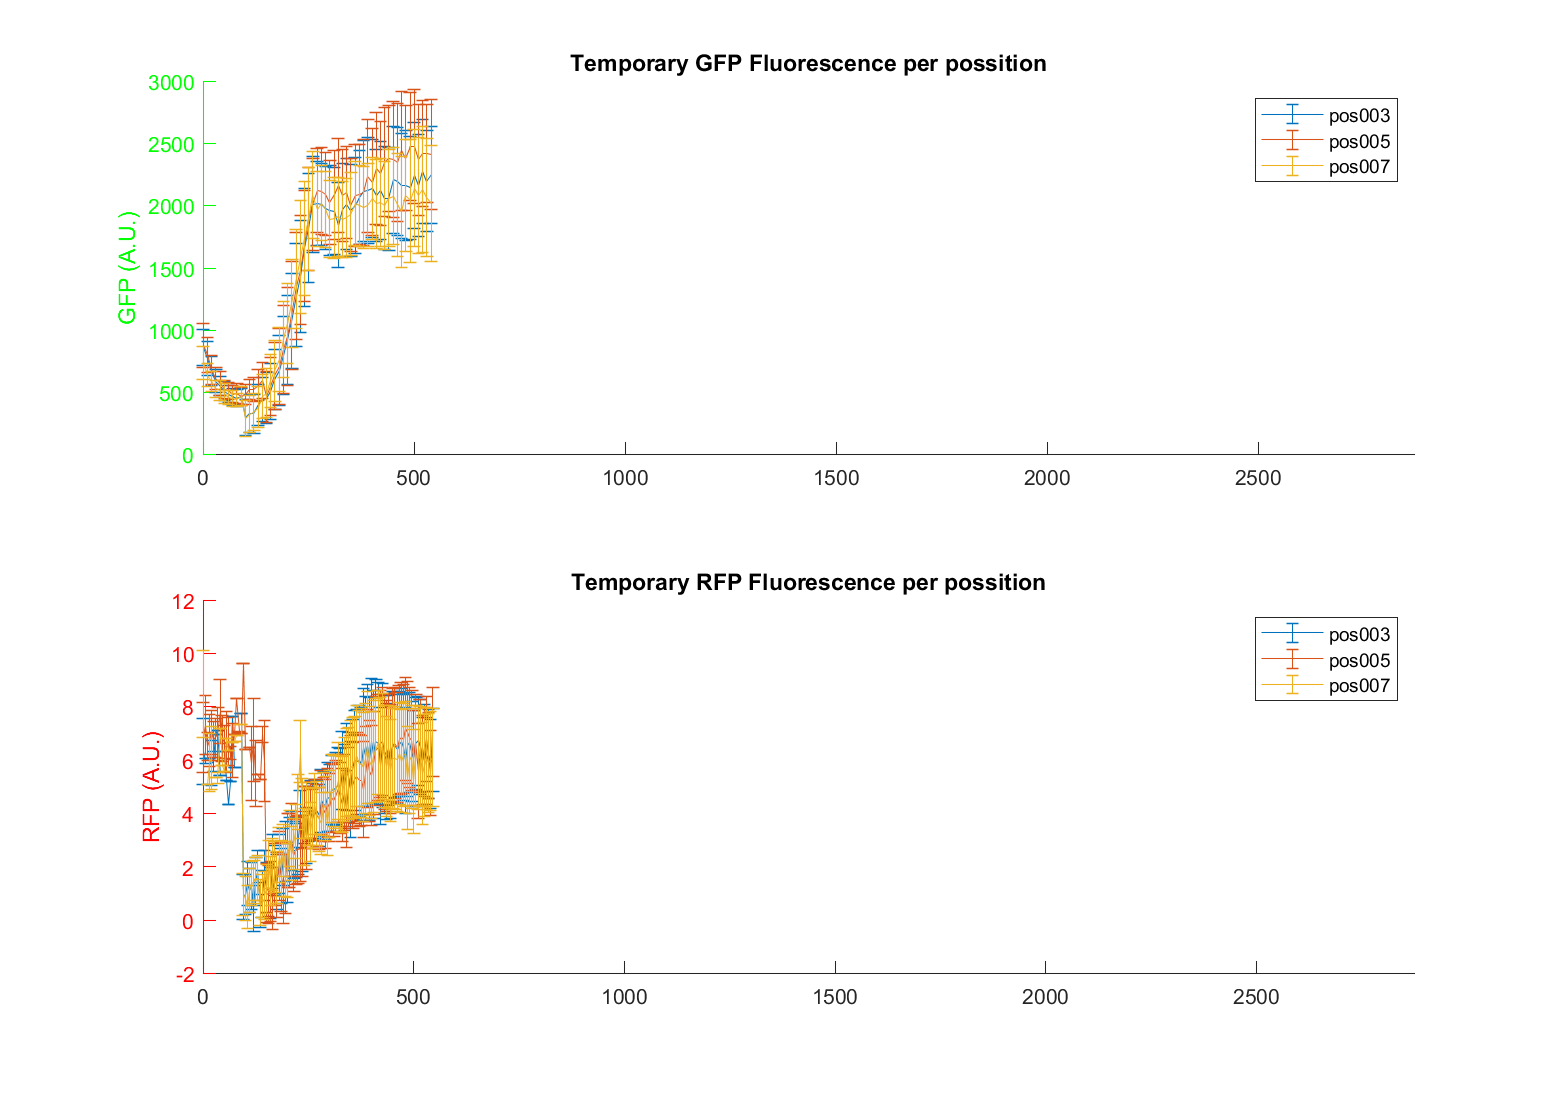 Temporary GFP Fluorescence per possition
GFP (A.U.)
3000
2500
2000
1500
1000
500
0
0 500 1000 1500 2000 2500
pos003
pos005
pos007
Temporary RFP Fluorescence per possition
RFP (A.U.)
12
10
8
6
4
2
0
-2
0 500 1000 1500 2000 2500
pos003
pos005
pos007